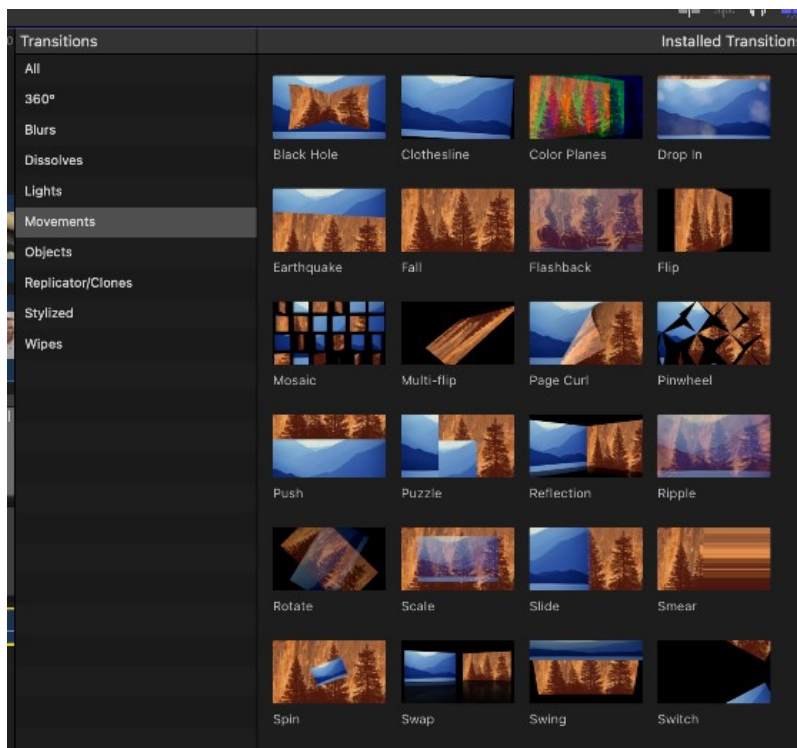 Transitions
Installed Transitions
All
360°
Blurs
Dissolves
Lights
Movements
Objects
Replicator/Clones
Stylized
Wipes
Black Hole Clothesline Color Planes Drop In
Earthquake Fall Flashback Flip
Mosaic Multi-flip Page Curl Pinwheel
Push Puzzle Reflection Ripple
Rotate Scale Slide Smear
Spin Swap Swing Switch